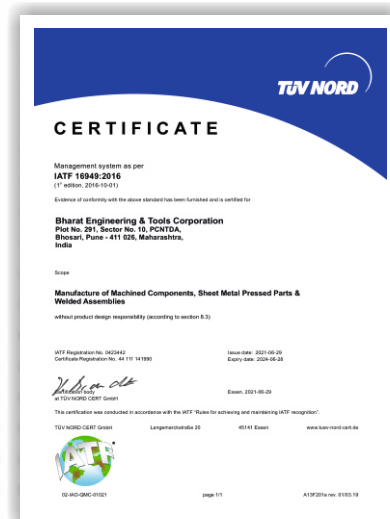 TÜV NORD
CERTIFICATE
Management system as per
IATF 16949:2016
(1st edition, 2016-10-01)
Evidence of conformity with the above standard has been furnished and is certified for
Bharat Engineering & Tools Corporation
Plot No. 291, Sector No. 10, PCNTDA,
Bhosari, Pune - 411 026, Maharashtra,
India
Scope
Manufacture of Machined Components, Sheet Metal Pressed Parts &
Welded Assemblies
without product design responsibility (according to section 8.3)
IATF Registration No. 0423442 Issue date: 2021-06-29
Certificate Registration No. 44 111 141990 Expiry date: 2024-06-28
Certification body Essen, 2021-06-29
at TÜV NORD CERT GmbH
This certification was conducted in accordance with the IATF "Rules for achieving and maintaining IATF recognition".
TÜV NORD CERT GmbH Langemarckstraße 20 45141 Essen www.tuev-nord-cert.de
IATF
02-IAO-QMC-01021 page 1/1 A13F201e rev. 01/03.19